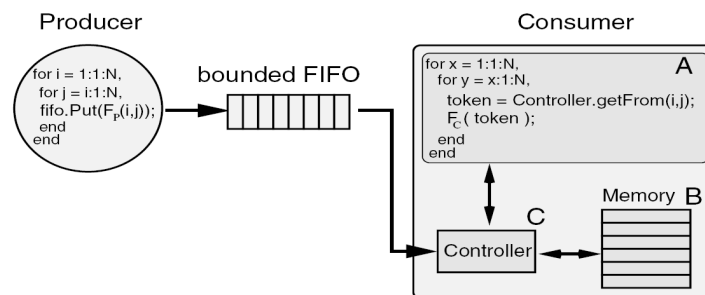 Producer
for i = 1:1:N,
for j = i:1:N,
fifo.Put(F_P(i,j));
end
end
bounded FIFO
Consumer
A
for x = 1:1:N,
for y = x:1:N,
token = Controller.getFrom(i,j);
F_C( token );
end
end
C
Controller
Memory B